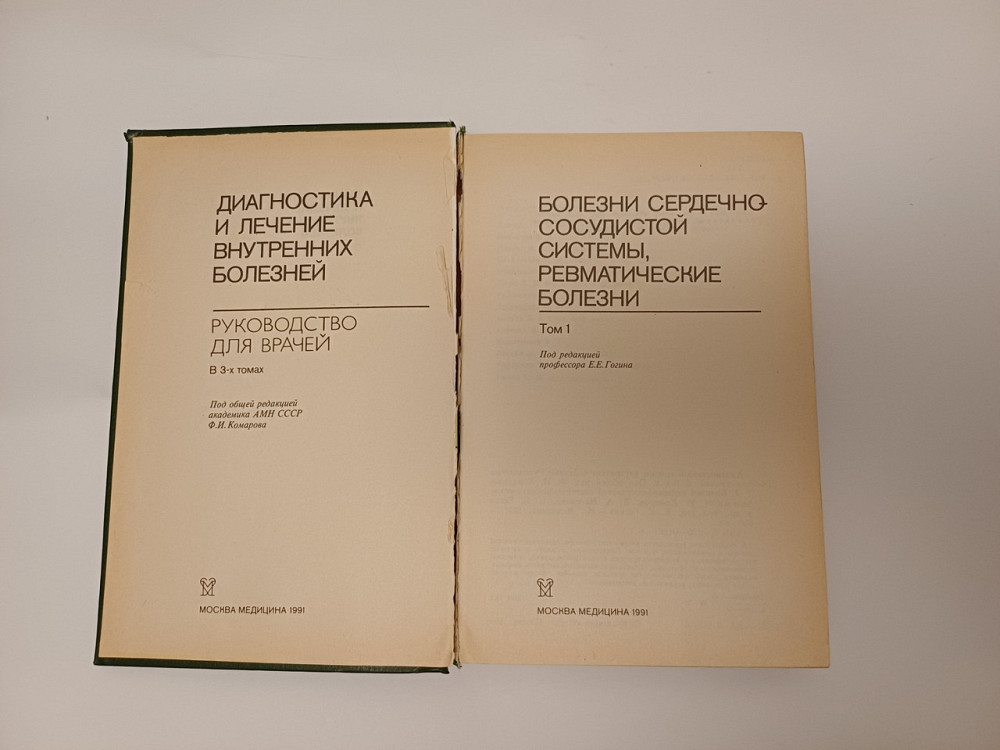 ДИАГНОСТИКА
И ЛЕЧЕНИЕ
ВНУТРЕННИХ
БОЛЕЗНЕЙ
РУКОВОДСТВО
ДЛЯ ВРАЧЕЙ
В 3-х томах
Под общей редакцией
академика АМН СССР
Ф.И.Комарова
МОСКВА МЕДИЦИНА 1991
БОЛЕЗНИ СЕРДЕЧНО-
СОСУДИСТОЙ
СИСТЕМЫ,
РЕВМАТИЧЕСКИЕ
БОЛЕЗНИ
Том 1
Под редакцией
профессора Е.Е.Гогина
МОСКВА МЕДИЦИНА 1991